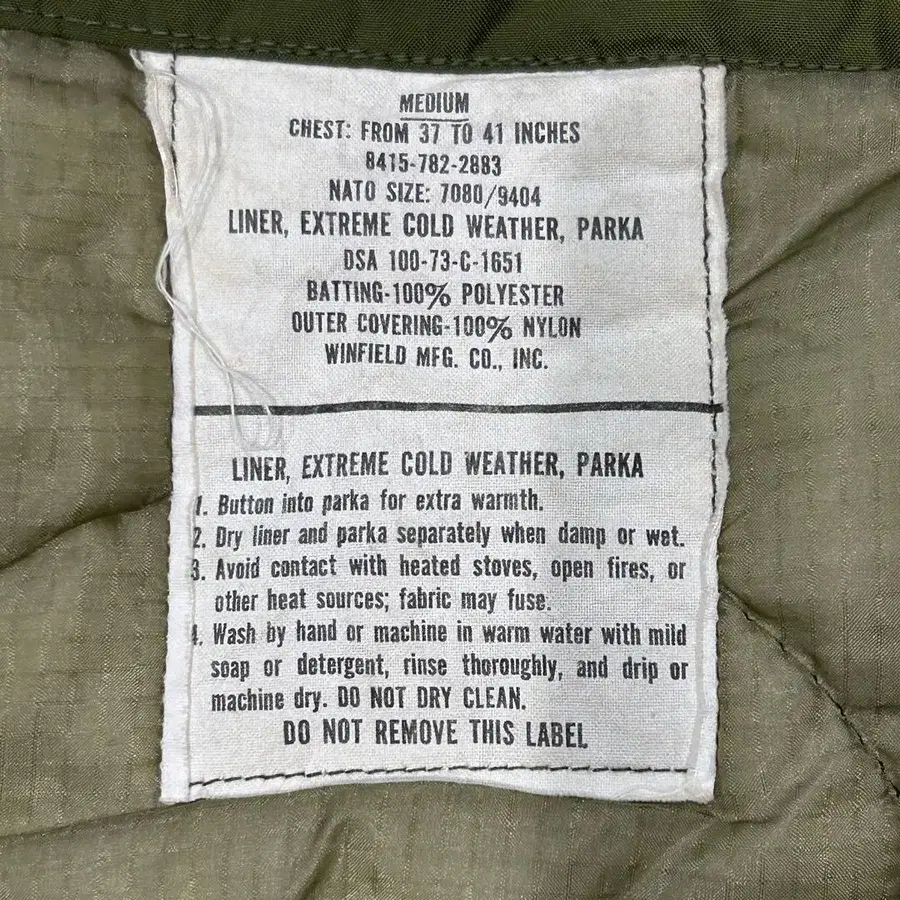 MEDIUM
CHEST: FROM 37 TO 41 INCHES
8415-782-2883
NATO SIZE: 7080/9404
LINER, EXTREME COLD WEATHER, PARKA
DSA 100-73-C-1651
BATTING-100% POLYESTER
OUTER COVERING-100% NYLON
WINFIELD MFG. CO., INC.
LINER, EXTREME COLD WEATHER, PARKA
1. Button into parka for extra warmth.
2. Dry liner and parka separately when damp or wet.
3. Avoid contact with heated stoves, open fires, or
other heat sources; fabric may fuse.
4. Wash by hand or machine in warm water with mild
soap or detergent, rinse thoroughly, and drip or
machine dry. DO NOT DRY CLEAN.
DO NOT REMOVE THIS LABEL